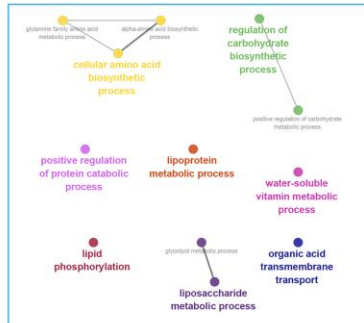 glutamine family amino acid
metabolic process
alpha-amino acid biosynthetic
process
cellular amino acid
biosynthetic
process
regulation
of
carbohydrate
biosynthetic
process
positive regulation of carbohydrate
metabolic process
positive regulation
of protein catabolic
process
lipoprotein
metabolic process
water-soluble
vitamin metabolic
process
lipid
phosphorylation
glycolipid metabolic process
liposaccharide
metabolic process
organic acid
transmembrane
transport